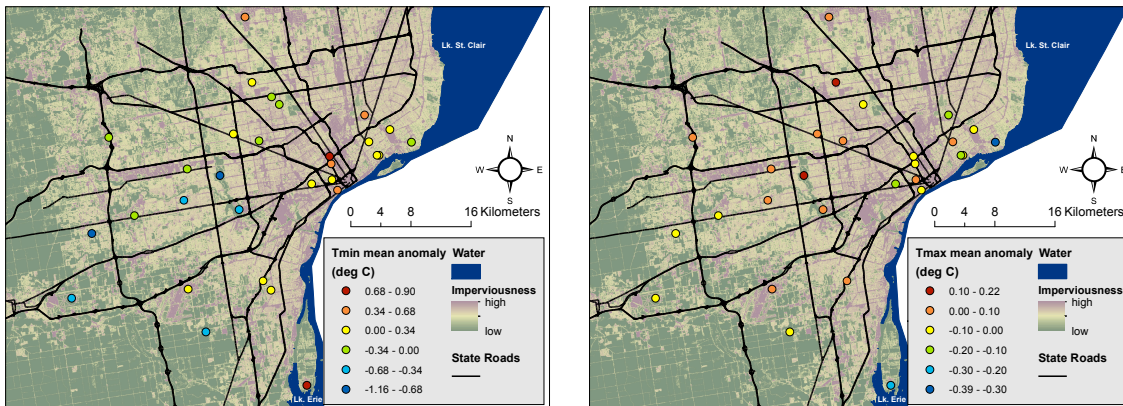 Lk. St. Clair
N
W E
S
0 4 8 16 Kilometers
Tmin mean anomaly
(deg C)
0.68 - 0.90
0.34 - 0.68
0.00 - 0.34
-0.34 - 0.00
-0.68 - -0.34
-1.16 - -0.68
Water
Imperviousness
high
low
State Roads
Lk. Erie
Lk. St. Clair
N
W E
S
0 4 8 16 Kilometers
Tmax mean anomaly
(deg C)
0.10 - 0.22
0.00 - 0.10
-0.10 - 0.00
-0.20 - -0.10
-0.30 - -0.20
-0.39 - -0.30
Water
Imperviousness
high
low
State Roads
Lk. Erie